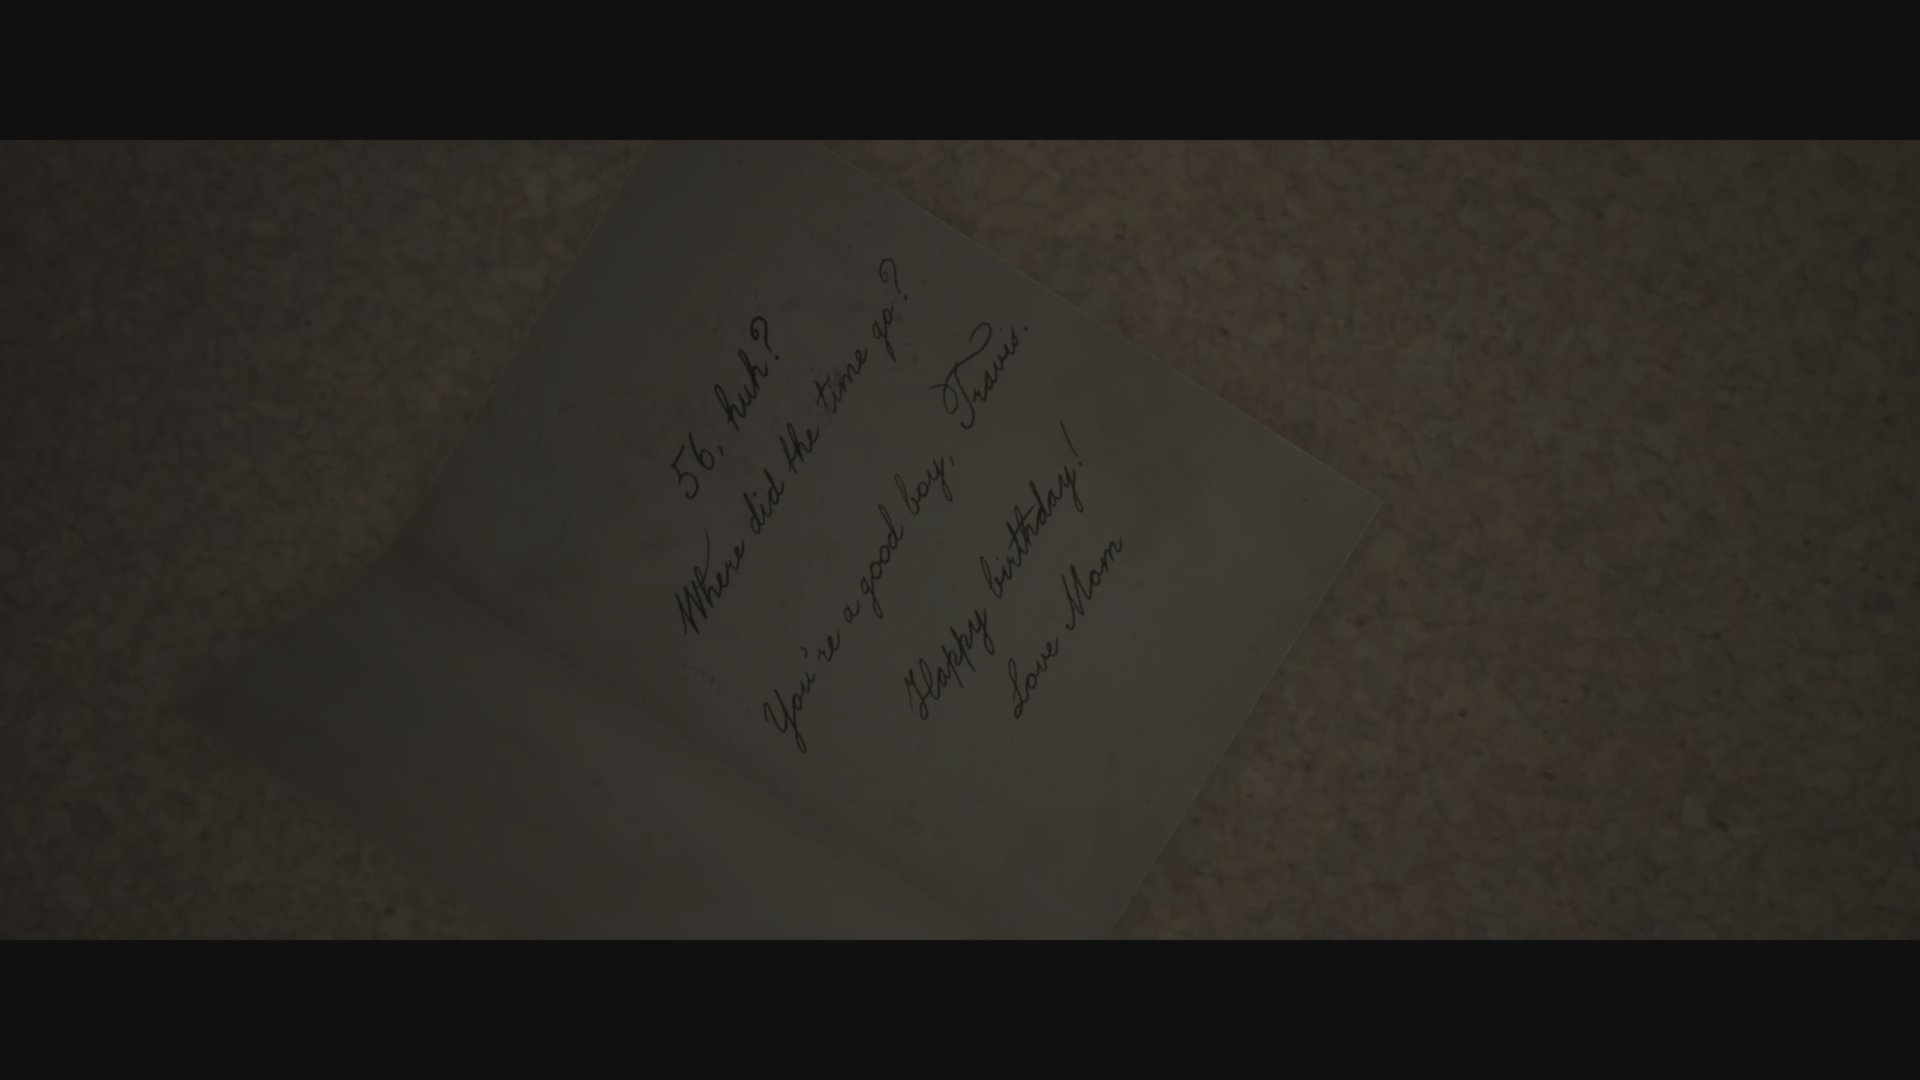 56, huh?
Where did the time go?
You're a good boy, Travis.
Happy birthday!
Love Mom